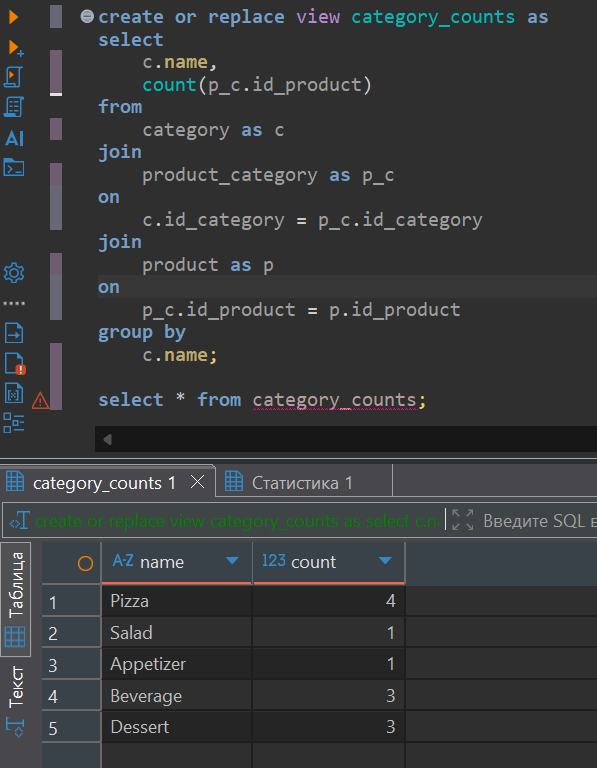 create or replace view category_counts as
select
c.name,
count(p_c.id_product)
from
category as c
join
product_category as p_c
on
c.id_category = p_c.id_category
join
product as p
on
p_c.id_product = p.id_product
group by
c.name;
select * from category_counts;
AI
category_counts 1
Статистика 1
create or replace view category_counts as select c.n
Введите SQL в
Таблица
Текст
A-Z name 123 count
1 Pizza 4
2 Salad 1
3 Appetizer 1
4 Beverage 3
5 Dessert 3